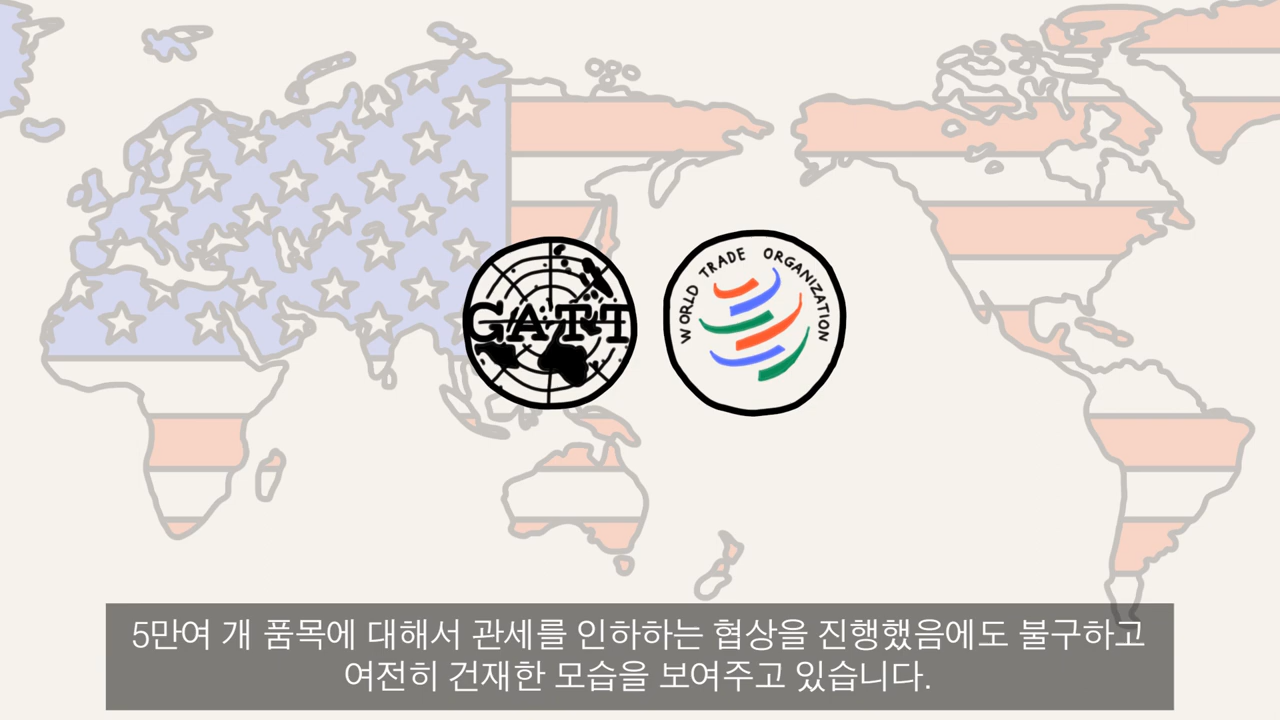 GATT
WORLD TRADE ORGANIZATION
5만여 개 품목에 대해서 관세를 인하하는 협상을 진행했음에도 불구하고
여전히 건재한 모습을 보여주고 있습니다.